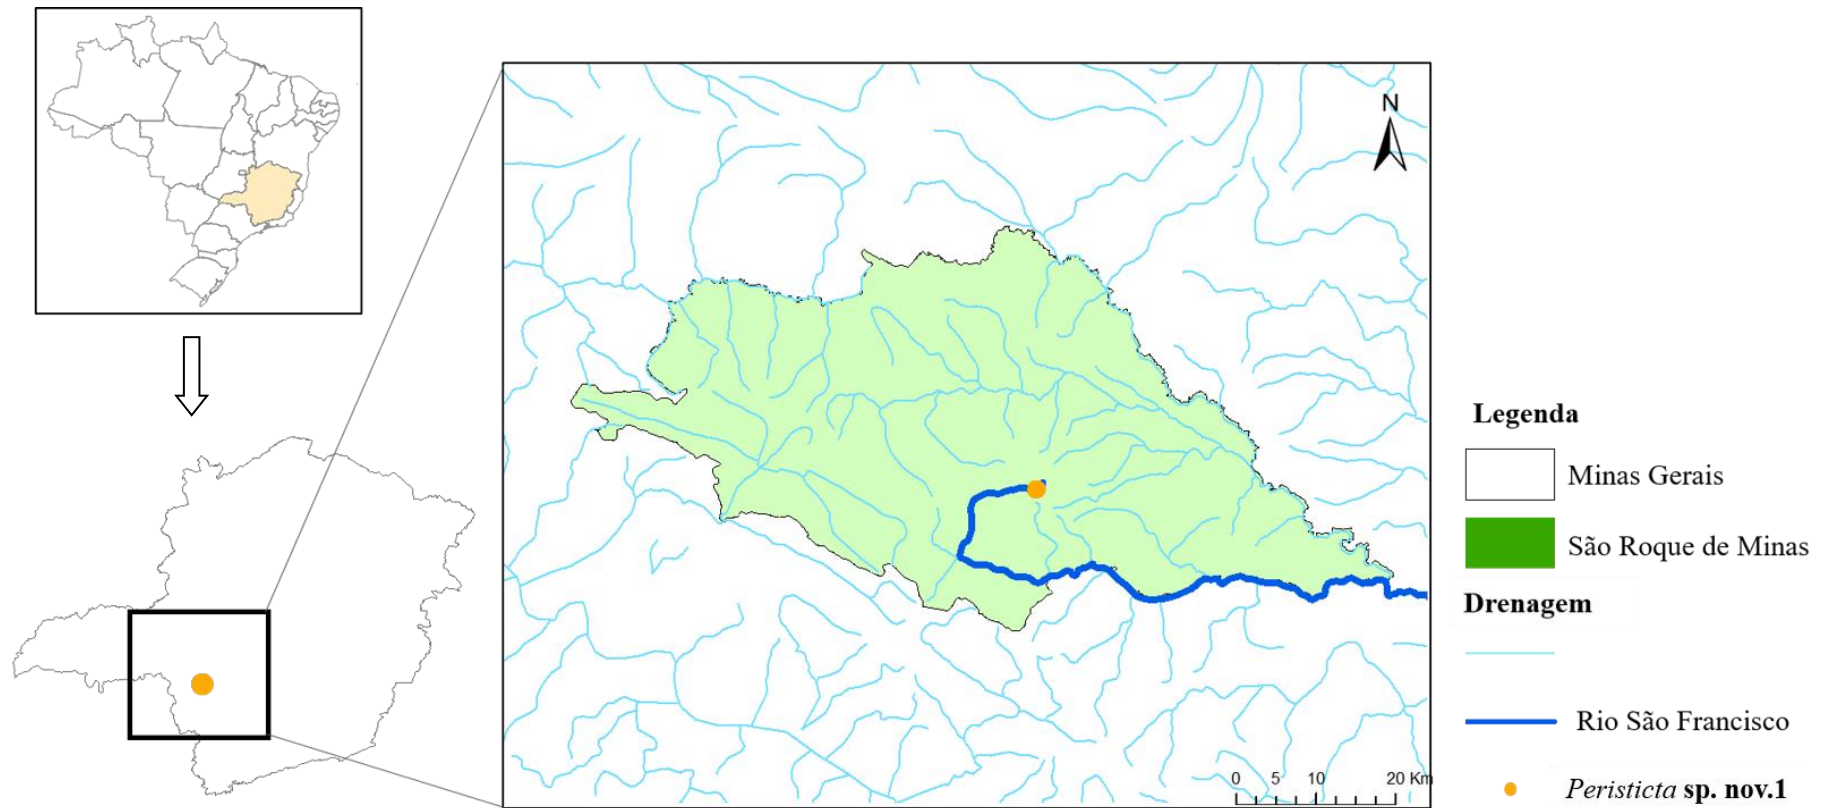 N
Legenda
Minas Gerais
São Roque de Minas
Drenagem
Rio São Francisco
0 5 10 20 Km
Peristicta sp. nov.1